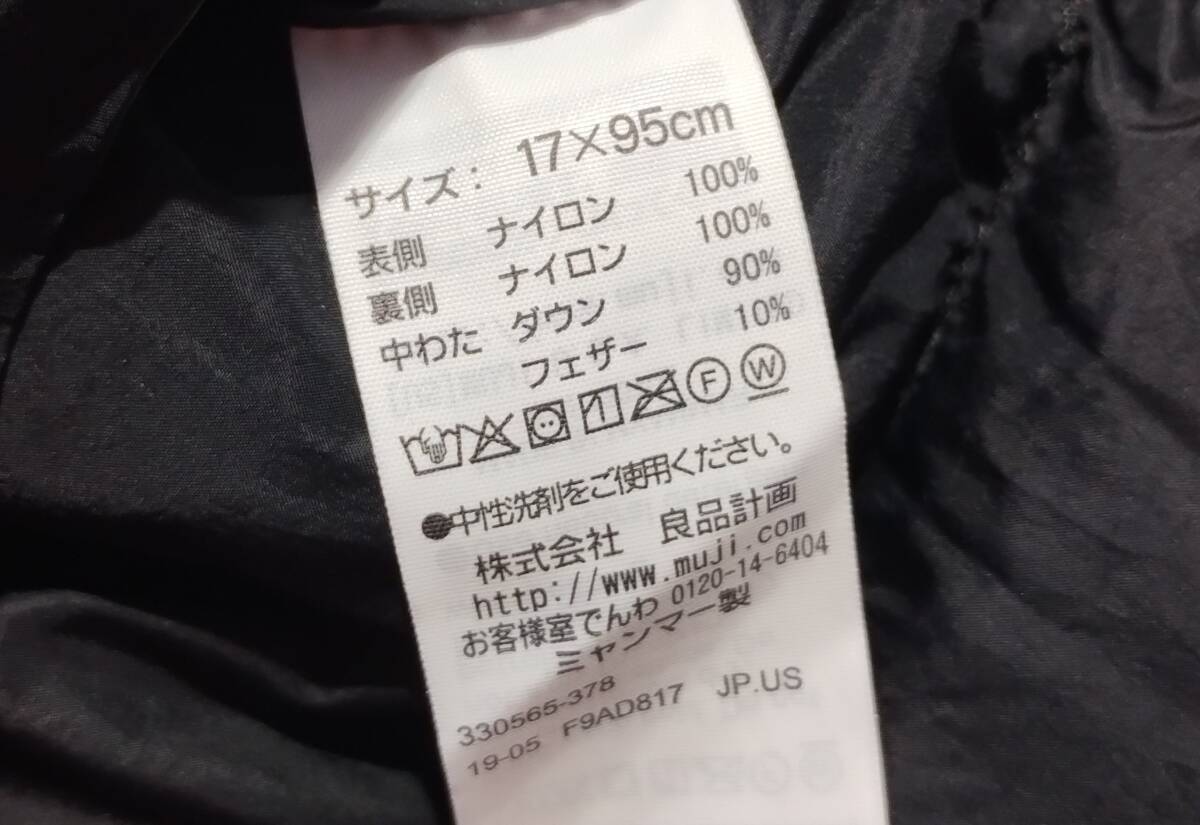 サイズ： 17×95cm
表側 ナイロン 100%
裏側 ナイロン 100%
中わた ダウン 90%
フェザー 10%
F W
●中性洗剤をご使用ください。
株式会社 良品計画
http://www.muji.com
お客様室でんわ 0120-14-6404
ミャンマー製
330565-378
19-05 F9AD817 JP.US